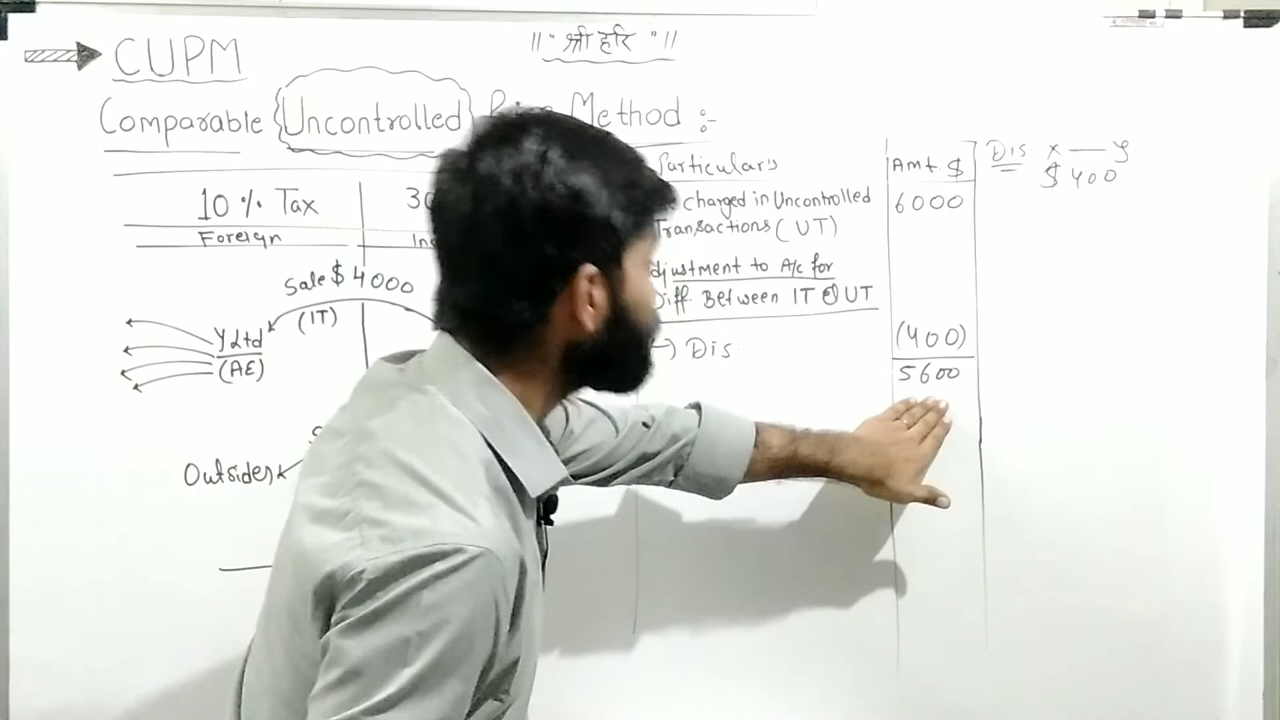 ॥ " श्री हरि " ॥
CUPM
Comparable Uncontrolled Method :-
10 % Tax
Foreign
Sale $ 4000
(IT)
Y Ltd
(AE)
Outsider
Particulars
Amt. $
charged in Uncontrolled
6000
Transactions (UT)
djustment to A/c for
Diff. Between IT & UT
(-) Dis.
(400)
5600
Dis X — Y
$ 400